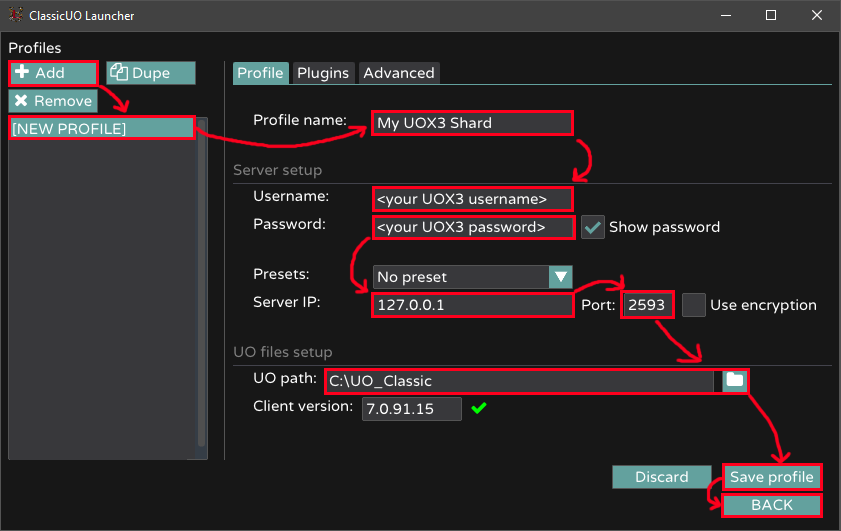 ClassicUO Launcher
Profiles
Add
Dupe
Remove
[NEW PROFILE]
Profile Plugins Advanced
Profile name: My UOX3 Shard
Server setup
Username: <your UOX3 username>
Password: <your UOX3 password> Show password
Presets: No preset
Server IP: 127.0.0.1 Port: 2593 Use encryption
UO files setup
UO path: C:\UO_Classic
Client version: 7.0.91.15
Discard Save profile
BACK